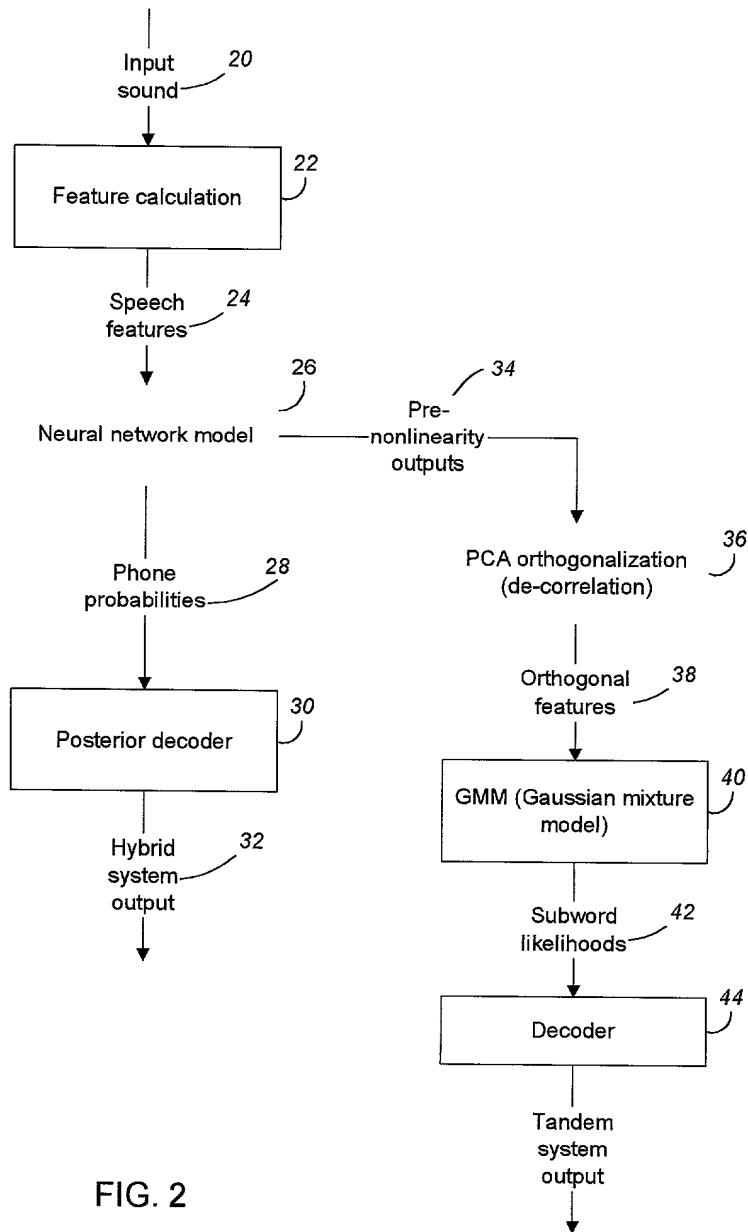 Input
sound
20
Feature calculation
22
Speech
features
24
Neural network model
26
Pre-
nonlinearity
outputs
34
Phone
probabilities
28
PCA orthogonalization
(de-correlation)
36
Orthogonal
features
38
Posterior decoder
30
GMM (Gaussian mixture
model)
40
Hybrid
system
output
32
Subword
likelihoods
42
Decoder
44
Tandem
system
output
FIG. 2